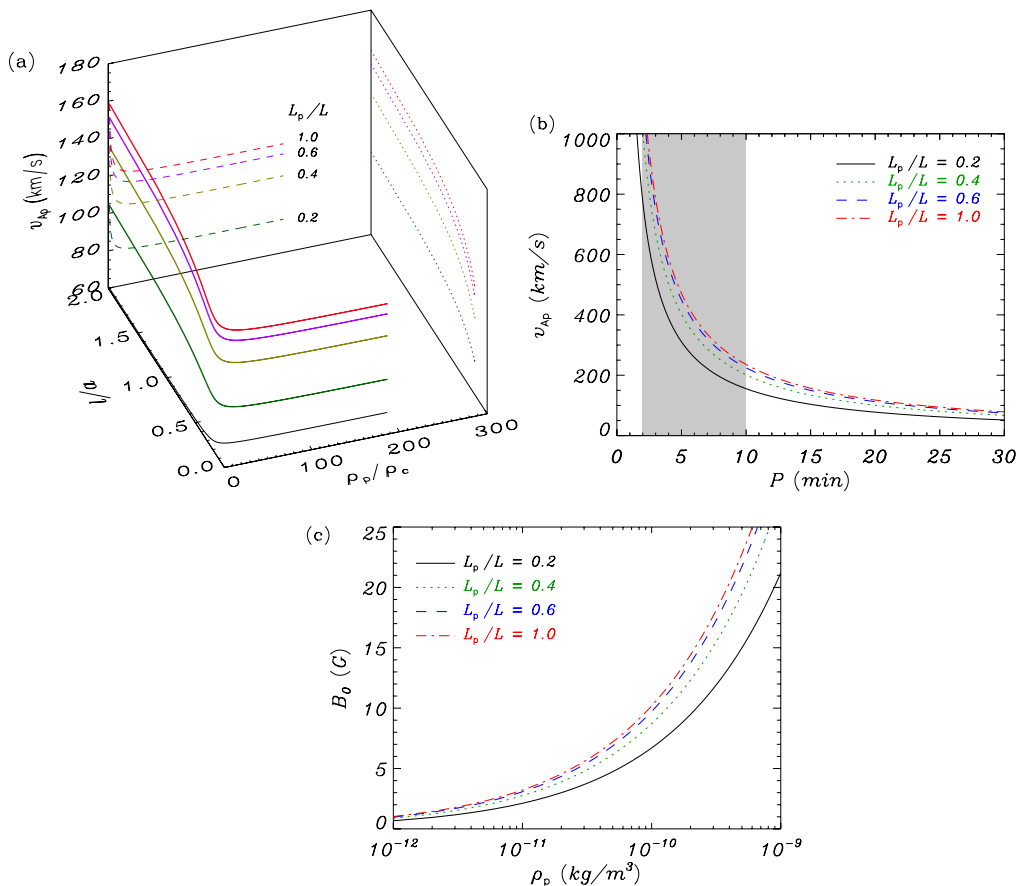 (a)
180
160
140
120
100
80
60
v_Ap (km/s)
L_p/L
1.0
0.6
0.4
0.2
2.0
1.5
1.0
0.5
0.0
l/a
0
100
200
300
ρ_p/ρ_c
(b)
1000
800
600
400
200
0
v_Ap (km/s)
L_p/L = 0.2
L_p/L = 0.4
L_p/L = 0.6
L_p/L = 1.0
0 5 10 15 20 25 30
P (min)
(c)
25
20
15
10
5
0
B_0 (G)
L_p/L = 0.2
L_p/L = 0.4
L_p/L = 0.6
L_p/L = 1.0
10^-12 10^-11 10^-10 10^-9
ρ_p (kg/m^3)